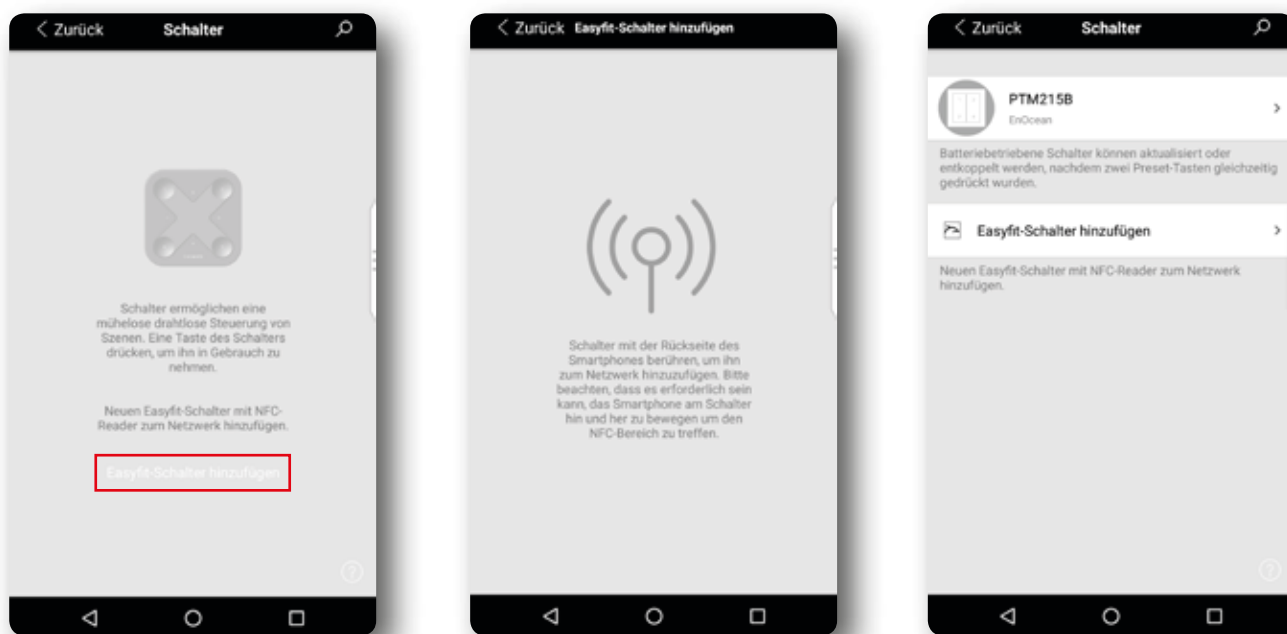 Zurück Schalter
Schalter ermöglichen eine
mühelose drahtlose Steuerung von
Szenen. Eine Taste des Schalters
drücken, um ihn in Gebrauch zu
nehmen.
Neuen Easyfit-Schalter mit NFC-
Reader zum Netzwerk hinzufügen.
Easyfit-Schalter hinzufügen
?
Zurück Easyfit-Schalter hinzufügen
Schalter mit der Rückseite des
Smartphones berühren, um ihn
zum Netzwerk hinzuzufügen. Bitte
beachten, dass es erforderlich sein
kann, das Smartphone am Schalter
hin und her zu bewegen um den
NFC-Bereich zu treffen.
Zurück Schalter
PTM215B
EnOcean
Batteriebetriebene Schalter können aktualisiert oder
entkoppelt werden, nachdem zwei Preset-Tasten gleichzeitig
gedrückt wurden.
Easyfit-Schalter hinzufügen
Neuen Easyfit-Schalter mit NFC-Reader zum Netzwerk
hinzufügen.
?